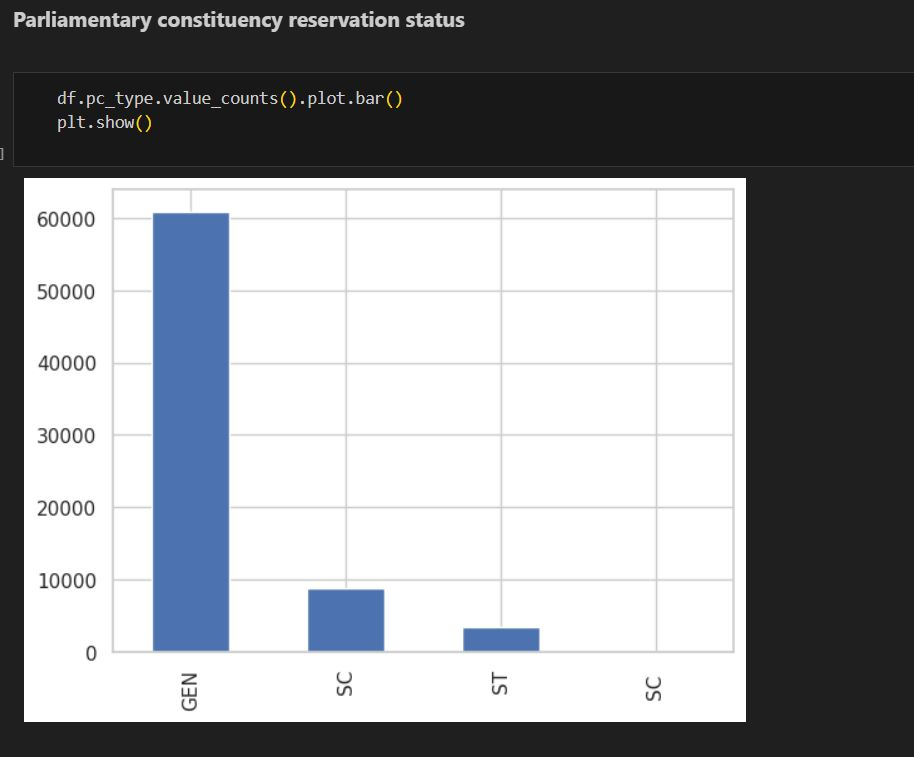 Parliamentary constituency reservation status
df.pc_type.value_counts().plot.bar()
plt.show()
]
60000
50000
40000
30000
20000
10000
0
GEN
SC
ST
SC